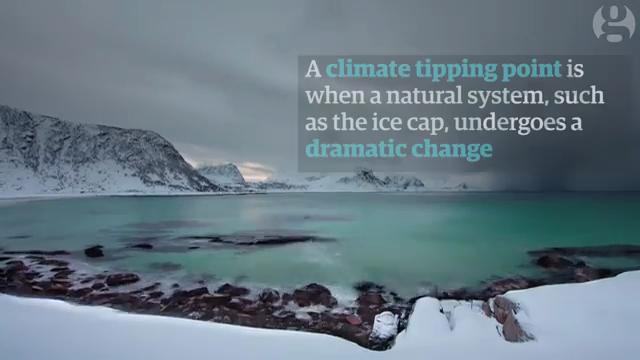 A climate tipping point is
when a natural system, such
as the ice cap, undergoes a
dramatic change